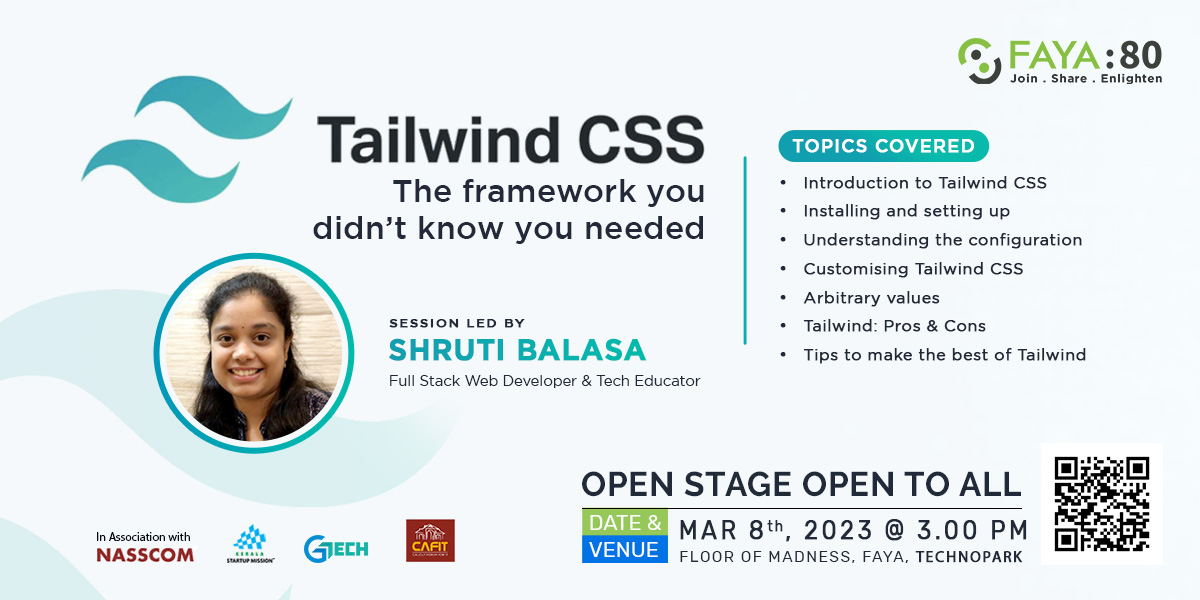 FAYA:80
Join . Share . Enlighten
Tailwind CSS
The framework you
didn't know you needed
SESSION LED BY
SHRUTI BALASA
Full Stack Web Developer & Tech Educator
TOPICS COVERED
• Introduction to Tailwind CSS
• Installing and setting up
• Understanding the configuration
• Customising Tailwind CSS
• Arbitrary values
• Tailwind: Pros & Cons
• Tips to make the best of Tailwind
OPEN STAGE OPEN TO ALL
DATE &
VENUE
MAR 8th, 2023 @ 3.00 PM
FLOOR OF MADNESS, FAYA, TECHNOPARK
In Association with
NASSCOM
KERALA
STARTUP MISSION
GTECH
CAFIT